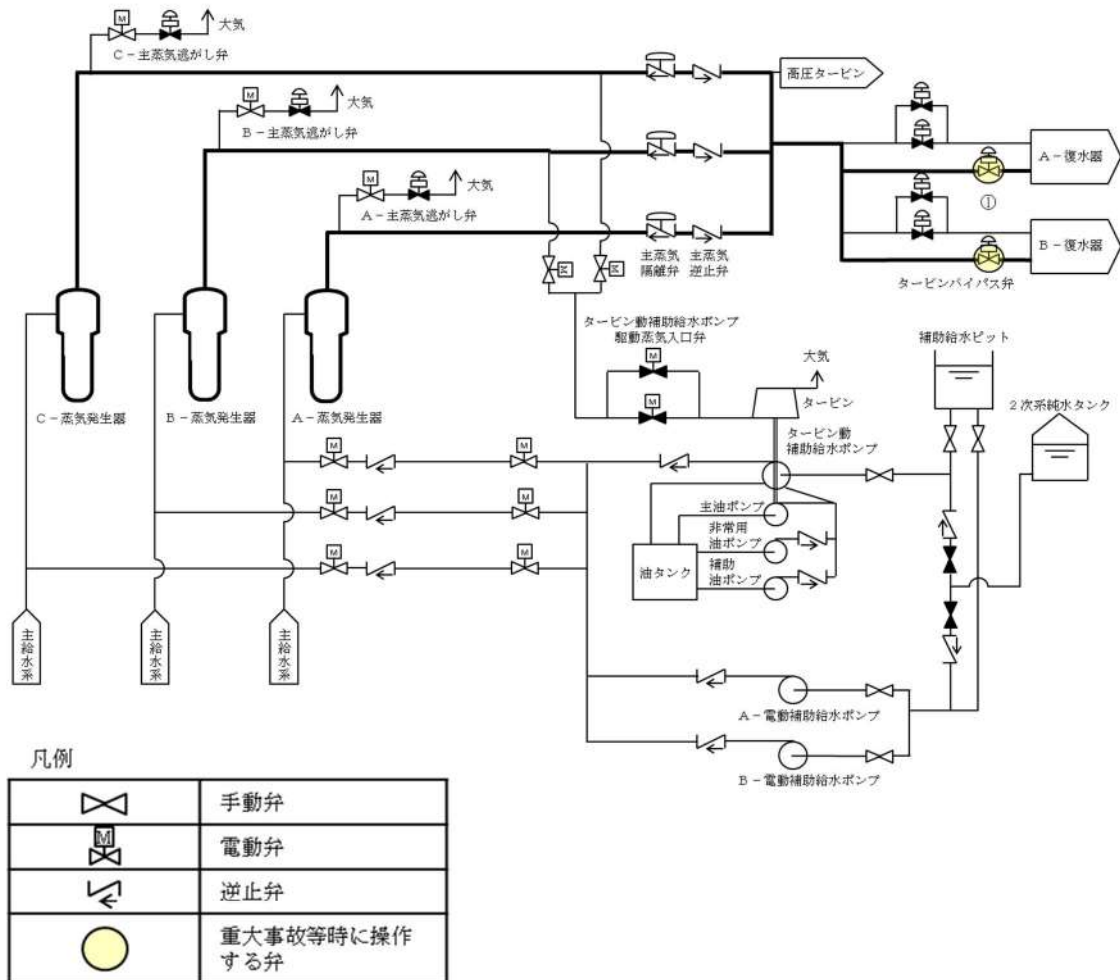 大気
C－主蒸気逃がし弁
高圧タービン
大気
B－主蒸気逃がし弁
A－復水器
大気
A－主蒸気逃がし弁
①
主蒸気
隔離弁
主蒸気
逆止弁
B－復水器
タービンバイパス弁
タービン動補助給水ポンプ
駆動蒸気入口弁
補助給水ピット
大気
タービン
2次系純水タンク
C－蒸気発生器
B－蒸気発生器
A－蒸気発生器
タービン動
補助給水ポンプ
主油ポンプ
非常用
油ポンプ
補助
油ポンプ
油タンク
主給水系
主給水系
主給水系
A－電動補助給水ポンプ
B－電動補助給水ポンプ
M
M
M
M
M
M
M
M
M
M
M
M
M
凡例
手動弁
M
電動弁
逆止弁
重大事故等時に操作
する弁